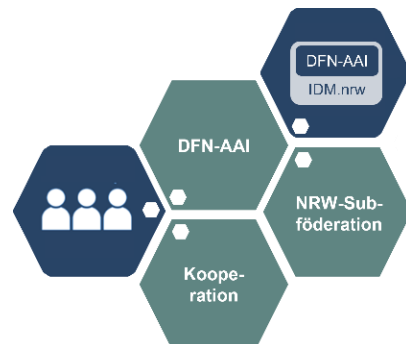 DFN-AAI
IDM.nrw
DFN-AAI
NRW-Sub-
föderation
Koope-
ration